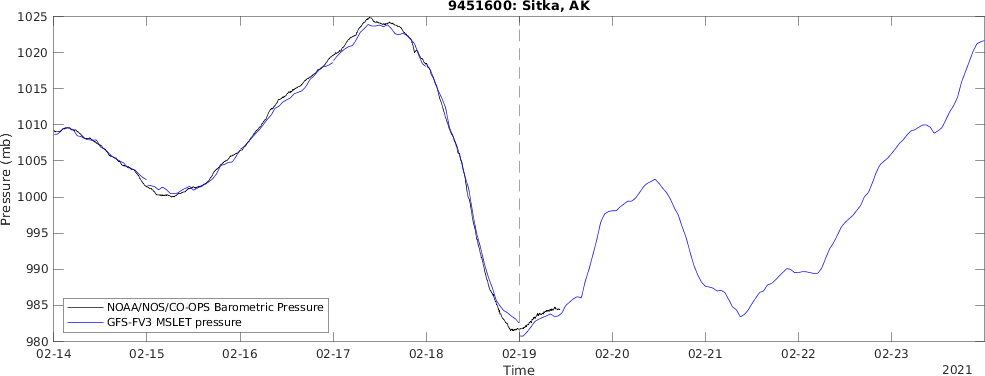 9451600: Sitka, AK
1025
1020
1015
1010
1005
1000
995
990
985
980
Pressure (mb)
NOAA/NOS/CO-OPS Barometric Pressure
GFS-FV3 MSLET pressure
02-14 02-15 02-16 02-17 02-18 02-19 02-20 02-21 02-22 02-23
Time
2021